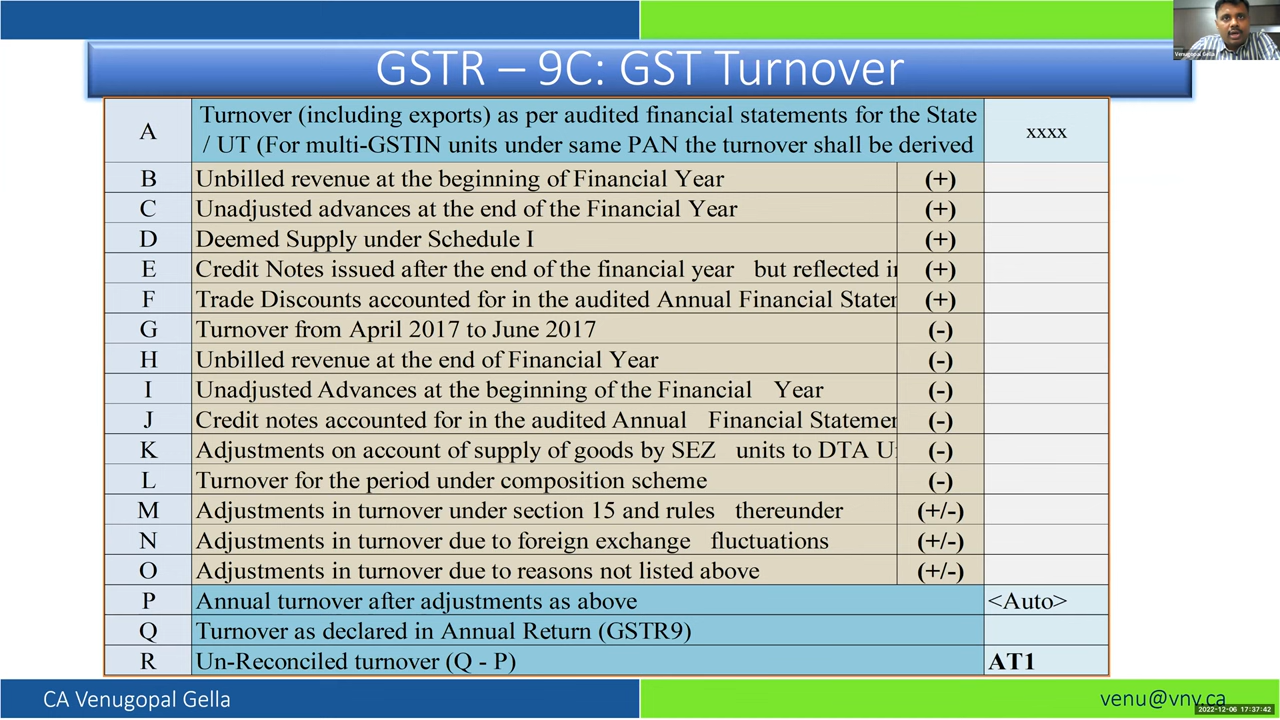 GSTR – 9C: GST Turnover
Venugopal Gella
A Turnover (including exports) as per audited financial statements for the State xxxx
/ UT (For multi-GSTIN units under same PAN the turnover shall be derived
B Unbilled revenue at the beginning of Financial Year (+)
C Unadjusted advances at the end of the Financial Year (+)
D Deemed Supply under Schedule I (+)
E Credit Notes issued after the end of the financial year but reflected in (+)
F Trade Discounts accounted for in the audited Annual Financial Stater (+)
G Turnover from April 2017 to June 2017 (-)
H Unbilled revenue at the end of Financial Year (-)
I Unadjusted Advances at the beginning of the Financial Year (-)
J Credit notes accounted for in the audited Annual Financial Statemer (-)
K Adjustments on account of supply of goods by SEZ units to DTA U (-)
L Turnover for the period under composition scheme (-)
M Adjustments in turnover under section 15 and rules thereunder (+/-)
N Adjustments in turnover due to foreign exchange fluctuations (+/-)
O Adjustments in turnover due to reasons not listed above (+/-)
P Annual turnover after adjustments as above <Auto>
Q Turnover as declared in Annual Return (GSTR9)
R Un-Reconciled turnover (Q - P) AT1
CA Venugopal Gella
venu@vny.ca
2022-12-06 17:37:42